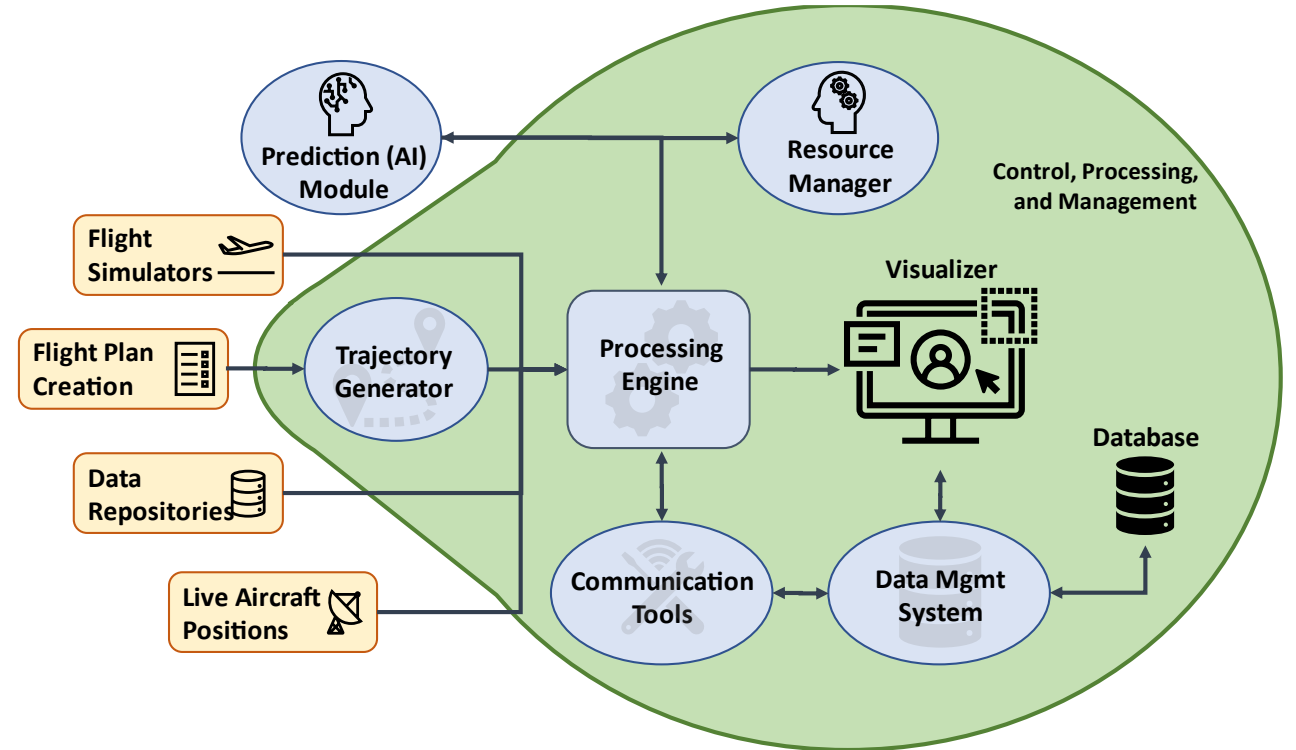 Prediction (AI)
Module
Resource
Manager
Control, Processing,
and Management
Flight
Simulators
Visualizer
Flight Plan
Creation
Trajectory
Generator
Processing
Engine
Data
Repositories
Database
Live Aircraft
Positions
Communication
Tools
Data Mgmt
System